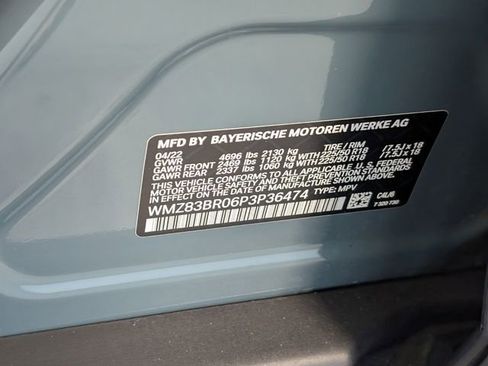 MFD BY BAYERISCHE MOTOREN WERKE AG
04/22 TIRE / RIM
GVWR 4696 lbs 2130 kg
GAWR FRONT 2469 lbs 1120 kg WITH 225/50 R18 /7.5J x 18
GAWR REAR 2337 lbs 1060 kg WITH 225/50 R18 /7.5J x 18
THIS VEHICLE CONFORMS TO ALL APPLICABLE U.S. FEDERAL
MOTOR VEHICLE SAFETY, BUMPER, AND THEFT PREVENTION STANDARDS
IN EFFECT ON THE DATE OF MANUFACTURE SHOWN ABOVE.
WMZ83BR06P3P36474 TYPE: MPV